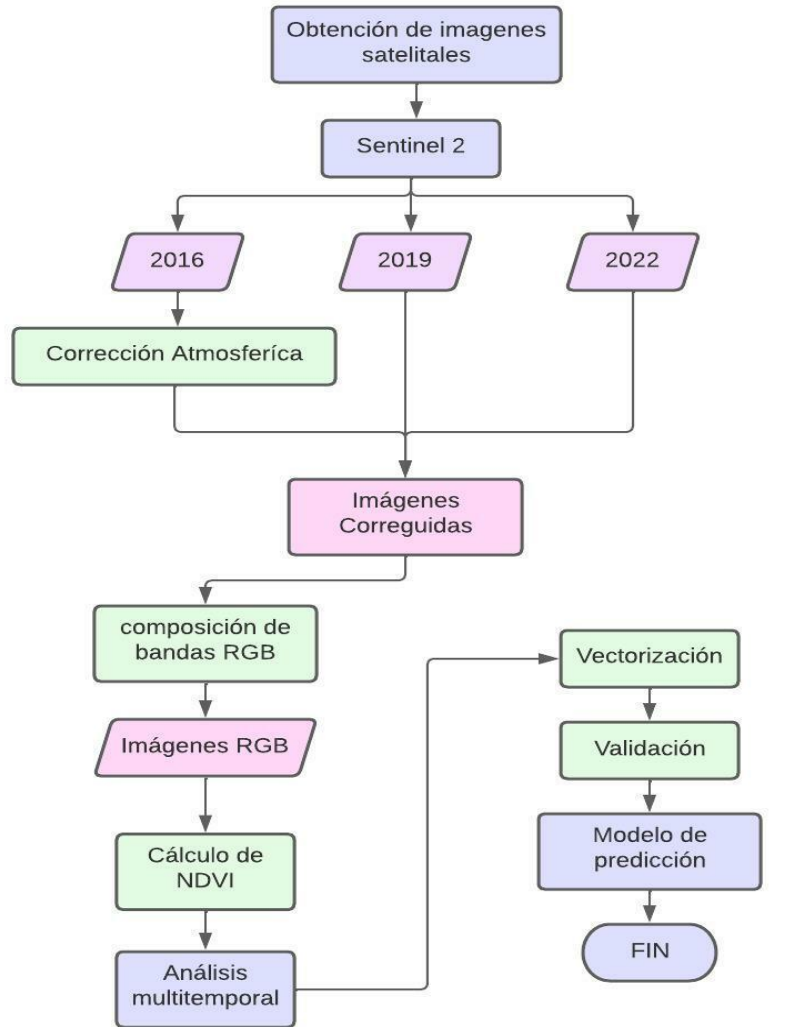 Obtención de imagenes
satelitales
Sentinel 2
2016
2019
2022
Corrección Atmosferíca
Imágenes
Correguidas
composición de
bandas RGB
Imágenes RGB
Cálculo de
NDVI
Análisis
multitemporal
Vectorización
Validación
Modelo de
predicción
FIN